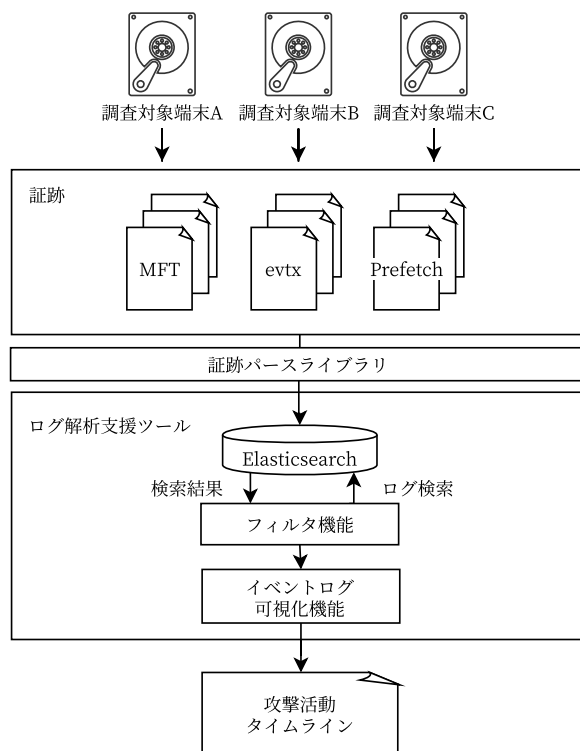 調査対象端末A
調査対象端末B
調査対象端末C
証跡
MFT
evtx
Prefetch
証跡パースライブラリ
ログ解析支援ツール
Elasticsearch
検索結果
ログ検索
フィルタ機能
イベントログ
可視化機能
攻撃活動
タイムライン